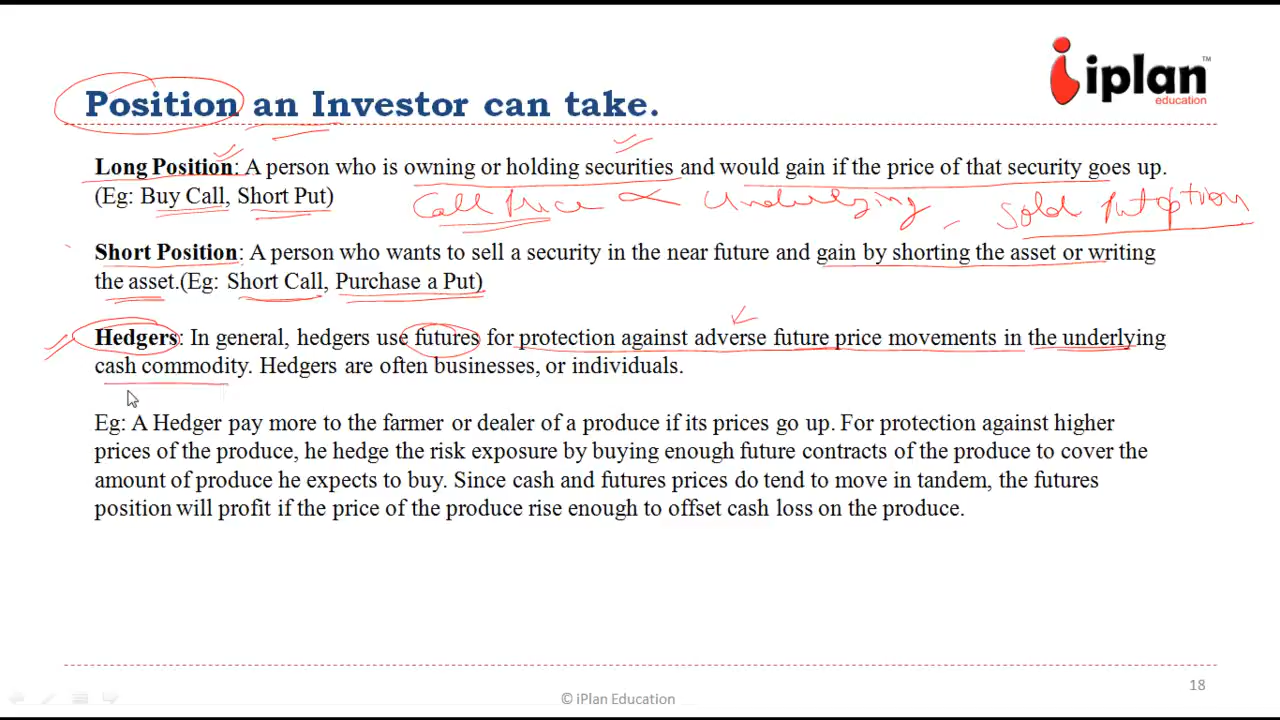 iplan™
education
Position an Investor can take.
Long Position: A person who is owning or holding securities and would gain if the price of that security goes up.
(Eg: Buy Call, Short Put)
Call Price ∝ Underlying, Sold Put option
Short Position: A person who wants to sell a security in the near future and gain by shorting the asset or writing
the asset.(Eg: Short Call, Purchase a Put)
Hedgers: In general, hedgers use futures for protection against adverse future price movements in the underlying
cash commodity. Hedgers are often businesses, or individuals.
Eg: A Hedger pay more to the farmer or dealer of a produce if its prices go up. For protection against higher
prices of the produce, he hedge the risk exposure by buying enough future contracts of the produce to cover the
amount of produce he expects to buy. Since cash and futures prices do tend to move in tandem, the futures
position will profit if the price of the produce rise enough to offset cash loss on the produce.
© iPlan Education
18